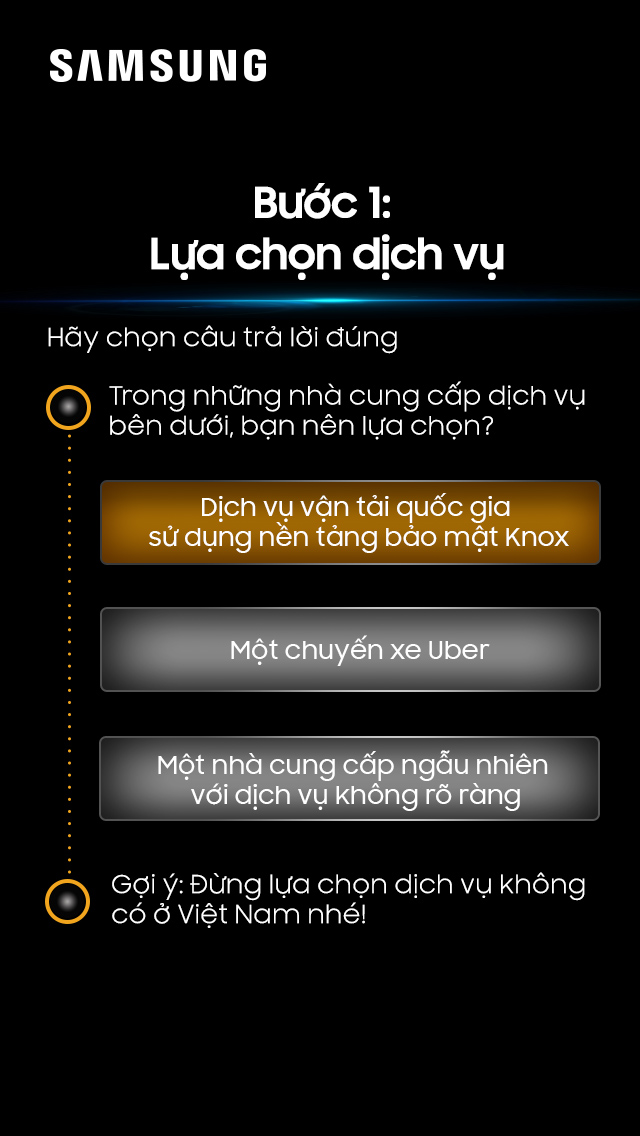 SAMSUNG
Bước 1:
Lựa chọn dịch vụ
Hãy chọn câu trả lời đúng
Trong những nhà cung cấp dịch vụ
bên dưới, bạn nên lựa chọn?
Dịch vụ vận tải quốc gia
sử dụng nền tảng bảo mật Knox
Một chuyến xe Uber
Một nhà cung cấp ngẫu nhiên
với dịch vụ không rõ ràng
Gợi ý: Đừng lựa chọn dịch vụ không
có ở Việt Nam nhé!